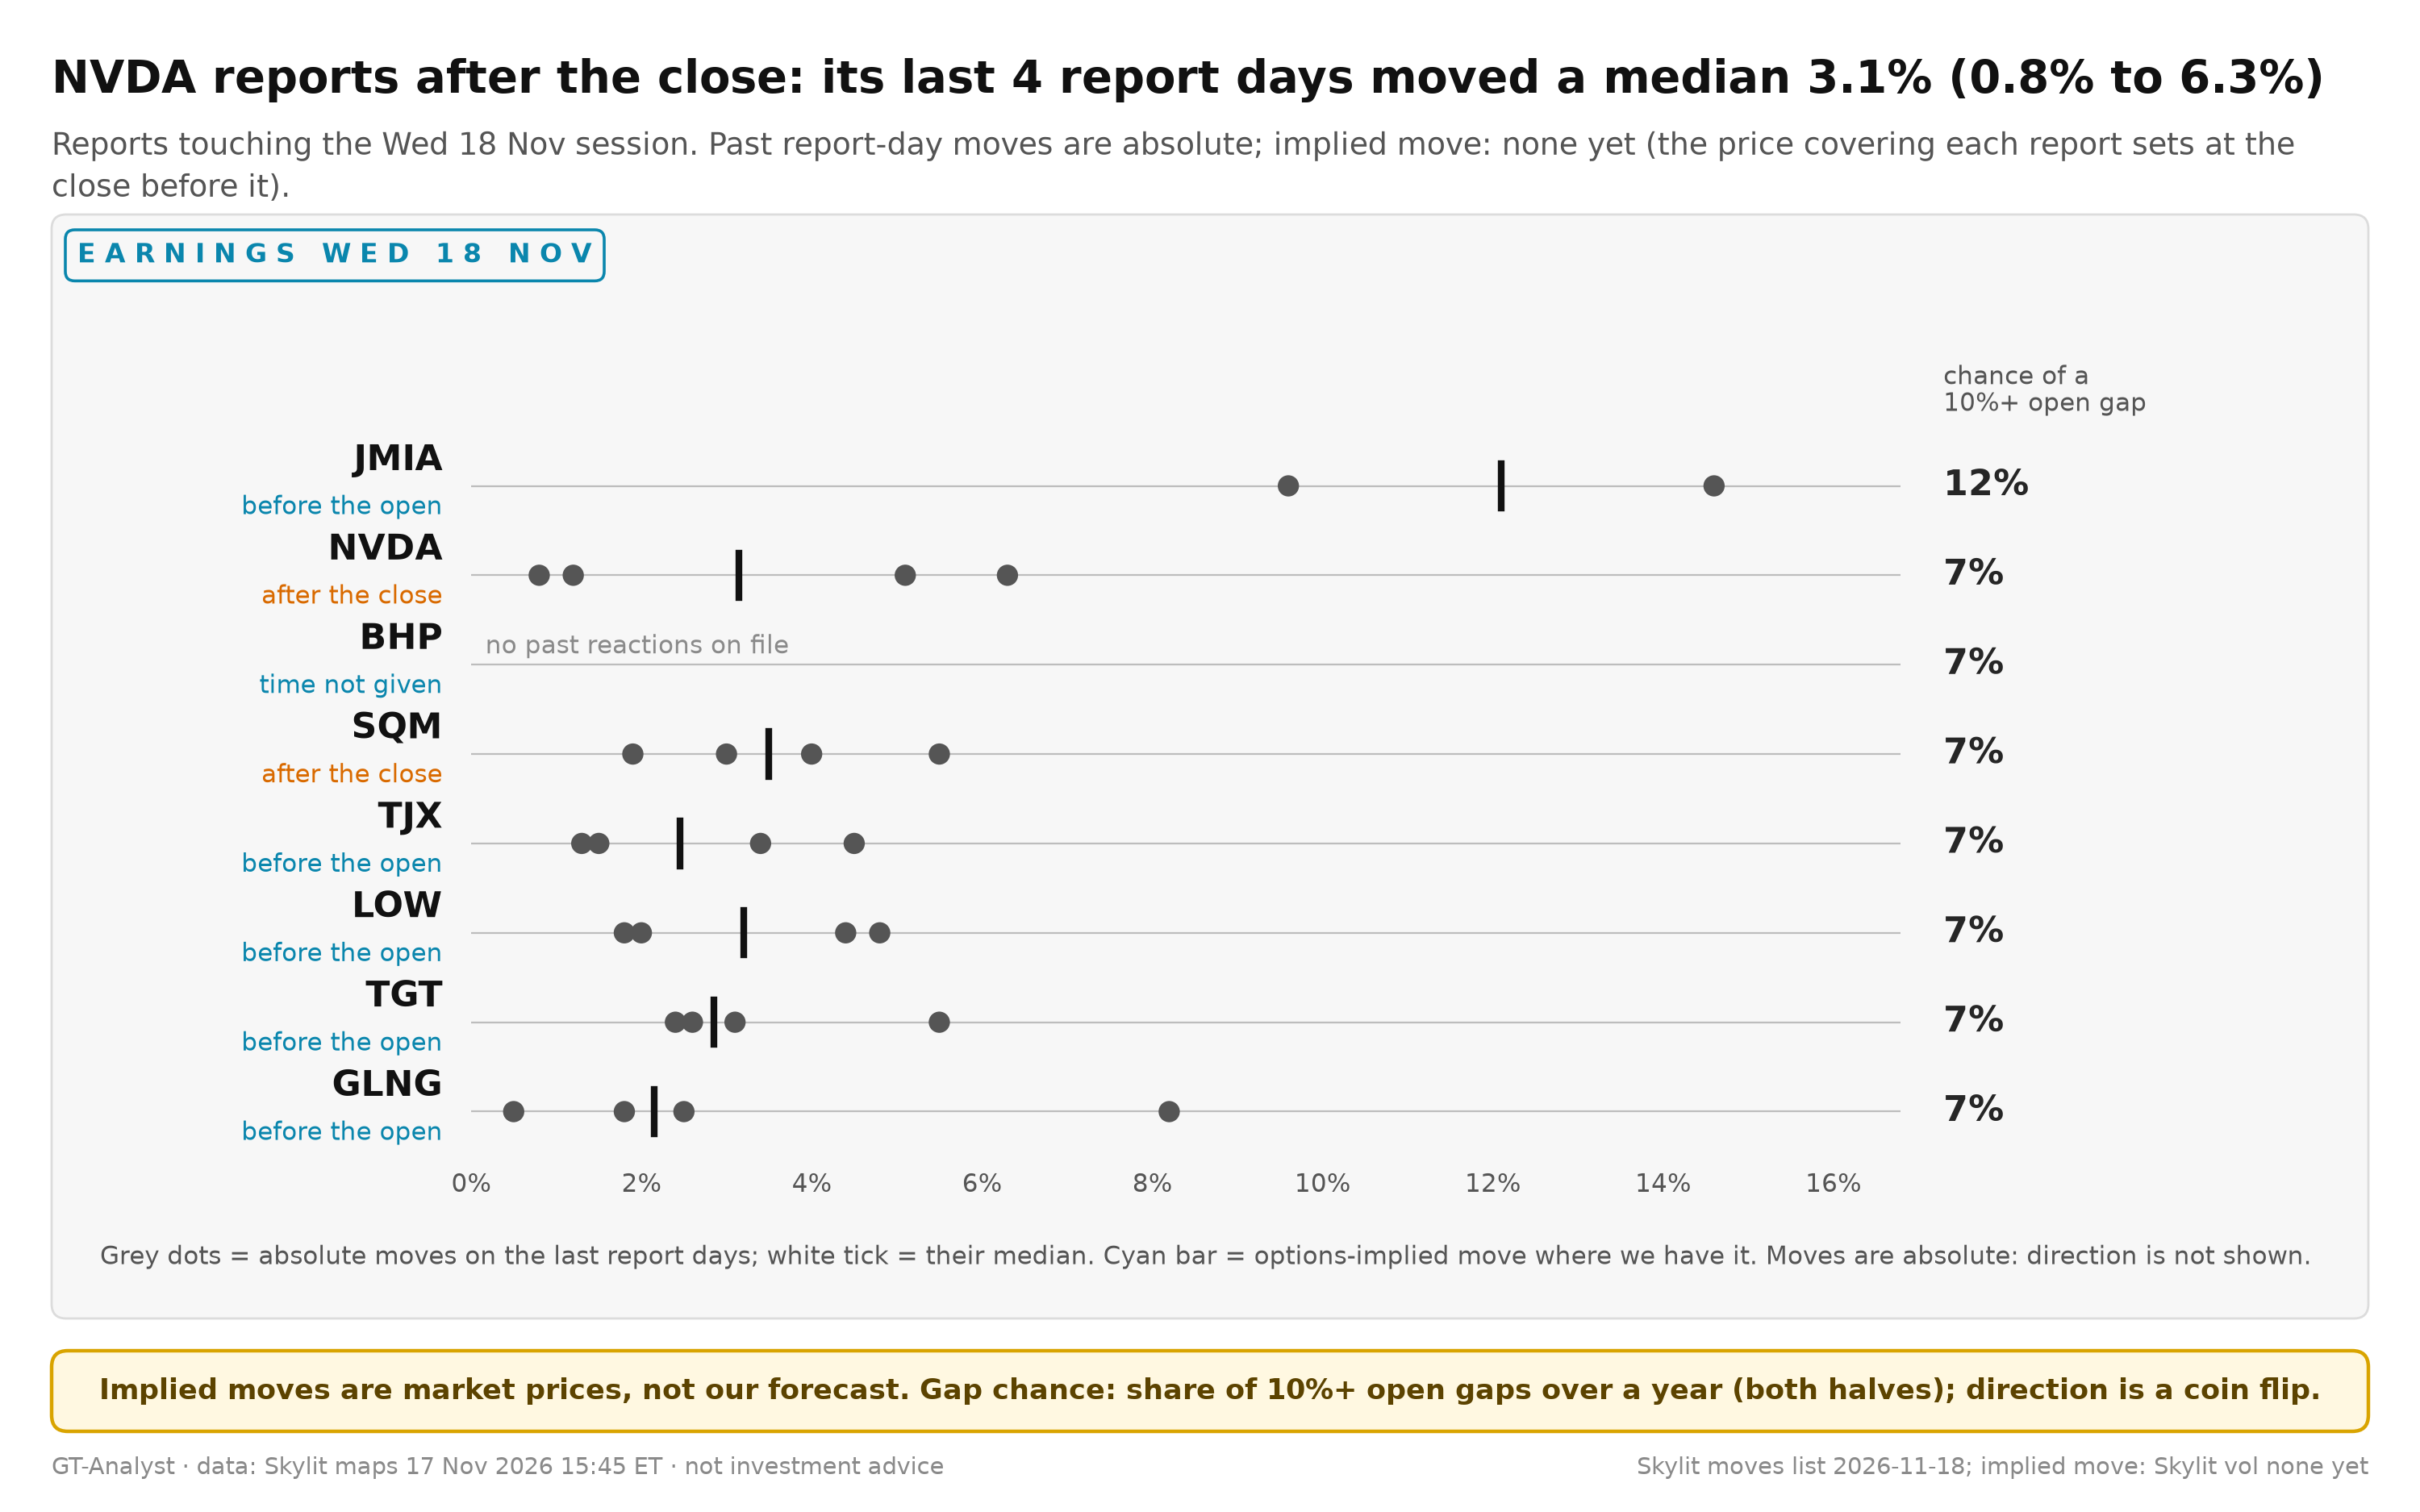 NVDA reports after the close: its last 4 report days moved a median 3.1% (0.8% to 6.3%)
Reports touching the Wed 18 Nov session. Past report-day moves are absolute; implied move: none yet (the price covering each report sets at the
close before it).
EARNINGS WED 18 NOV
chance of a
10%+ open gap
JMIA
before the open
12%
NVDA
after the close
7%
BHP
no past reactions on file
time not given
7%
SQM
after the close
7%
TJX
before the open
7%
LOW
before the open
7%
TGT
before the open
7%
GLNG
before the open
7%
0% 2% 4% 6% 8% 10% 12% 14% 16%
Grey dots = absolute moves on the last report days; white tick = their median. Cyan bar = options-implied move where we have it. Moves are absolute: direction is not shown.
Implied moves are market prices, not our forecast. Gap chance: share of 10%+ open gaps over a year (both halves); direction is a coin flip.
GT-Analyst · data: Skylit maps 17 Nov 2026 15:45 ET · not investment advice
Skylit moves list 2026-11-18; implied move: Skylit vol none yet